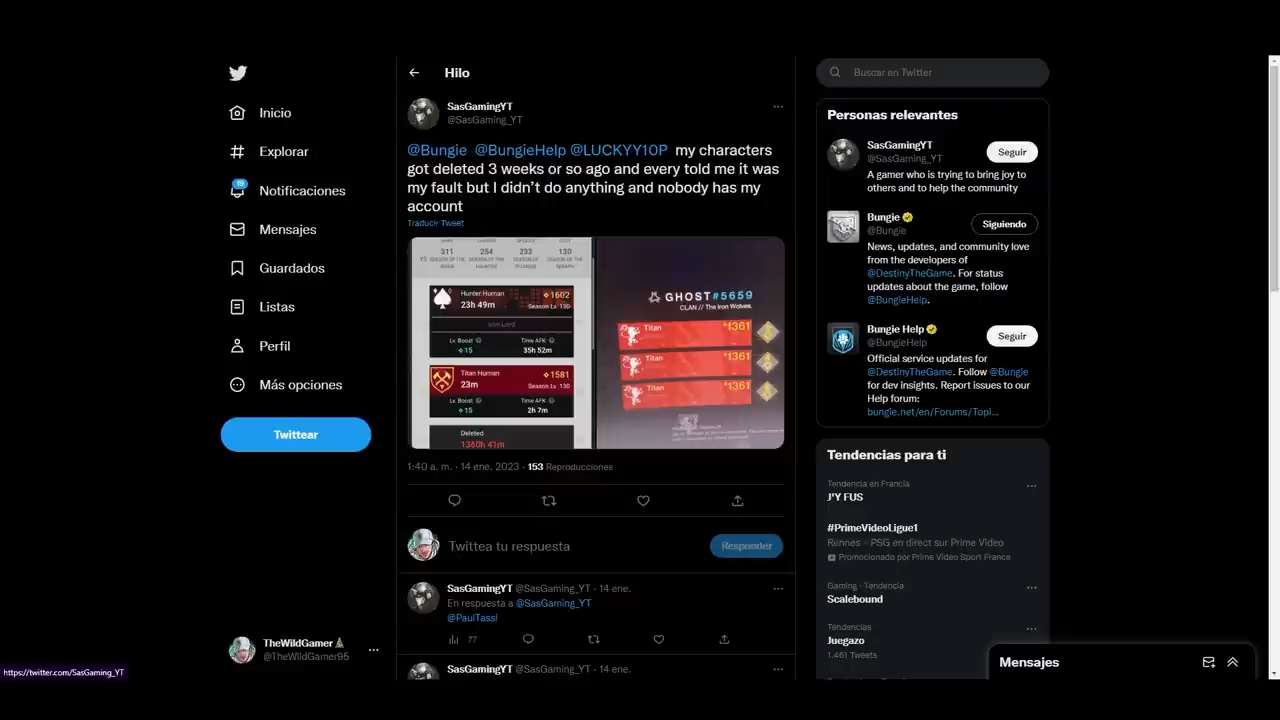 Inicio
Explorar
19
Notificaciones
Mensajes
Guardados
Listas
Perfil
Más opciones
Twittear
TheWildGamer
@TheWildGamer95
https://twitter.com/SasGaming_YT
Hilo
SasGamingYT
@SasGaming_YT
@Bungie @BungieHelp @LUCKYY10P my characters
got deleted 3 weeks or so ago and every told me it was
my fault but I didn't do anything and nobody has my
account
Traducir Tweet
311 254 233 130
Hunter Human 1602
23h 49m Season Lv. 130
Iron Lord
Lv. Boost Time AFK
+15 35h 52m
Titan Human 1581
23m Season Lv. 130
Lv. Boost Time AFK
+15 2h 7m
Deleted
1360h 41m
GHOST#5659
CLAN // The Iron Wolves.
Titan 1361
Titan 1361
Titan 1361
1:40 a. m. · 14 ene. 2023 · 153 Reproducciones
Twittea tu respuesta
Responder
SasGamingYT @SasGaming_YT · 14 ene.
En respuesta a @SasGaming_YT
@PaulTassi
77
SasGamingYT @SasGaming_YT · 14 ene.
Buscar en Twitter
Personas relevantes
SasGamingYT
@SasGaming_YT
Seguir
A gamer who is trying to bring joy to
others and to help the community
Bungie
@Bungie
Siguiendo
News, updates, and community love
from the developers of
@DestinyTheGame. For status
updates about the game, follow
@BungieHelp.
Bungie Help
@BungieHelp
Seguir
Official service updates for
@DestinyTheGame. Follow @Bungie
for dev insights. Report issues to our
Help forum:
bungie.net/en/Forums/Topi...
Tendencias para ti
Tendencia en Francia
J'Y FUS
#PrimeVideoLigue1
Rennes - PSG en direct sur Prime Video
Promocionado por Prime Video Sport France
Gaming · Tendencia
Scalebound
Tendencias
Juegazo
1.461 Tweets
Mensajes